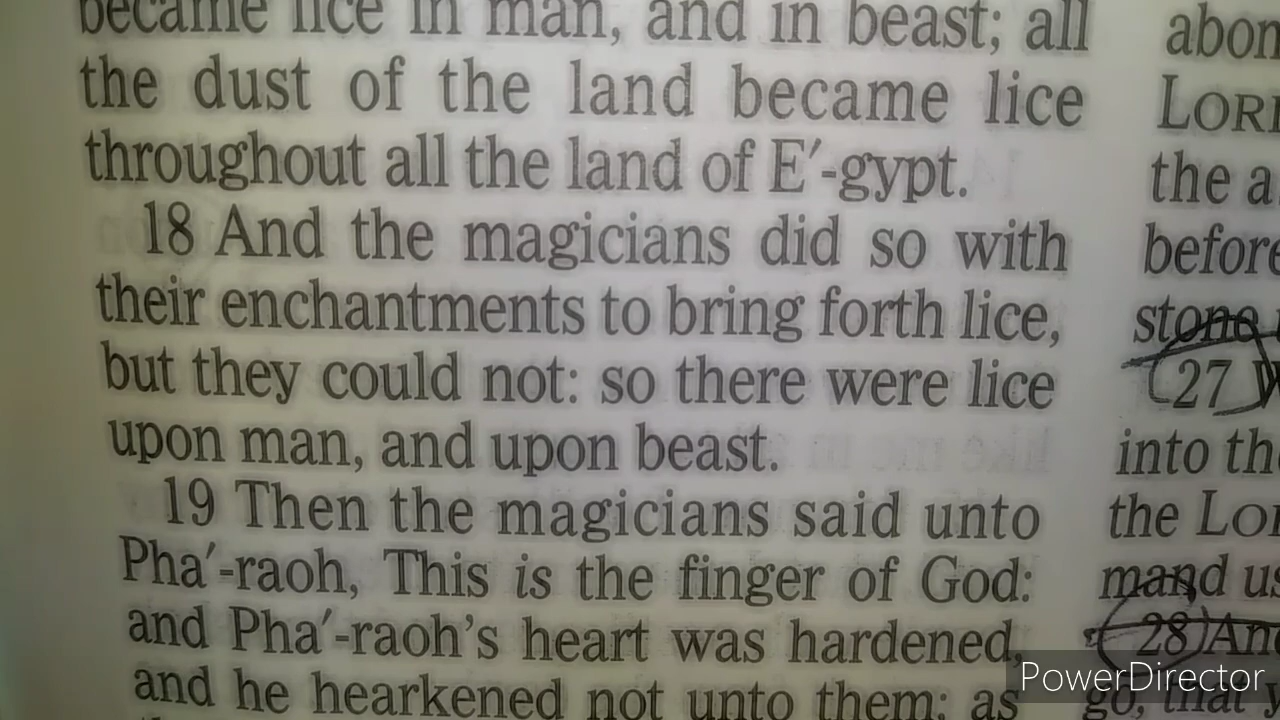 became lice in man, and in beast; all
the dust of the land became lice
throughout all the land of E′-gypt.
18 And the magicians did so with
their enchantments to bring forth lice,
but they could not: so there were lice
upon man, and upon beast.
19 Then the magicians said unto
Pha′-raoh, This is the finger of God:
and Pha′-raoh's heart was hardened,
and he hearkened not unto them; as
the a
before
stone
27
into
the
mand us
28
go, that
PowerDirector